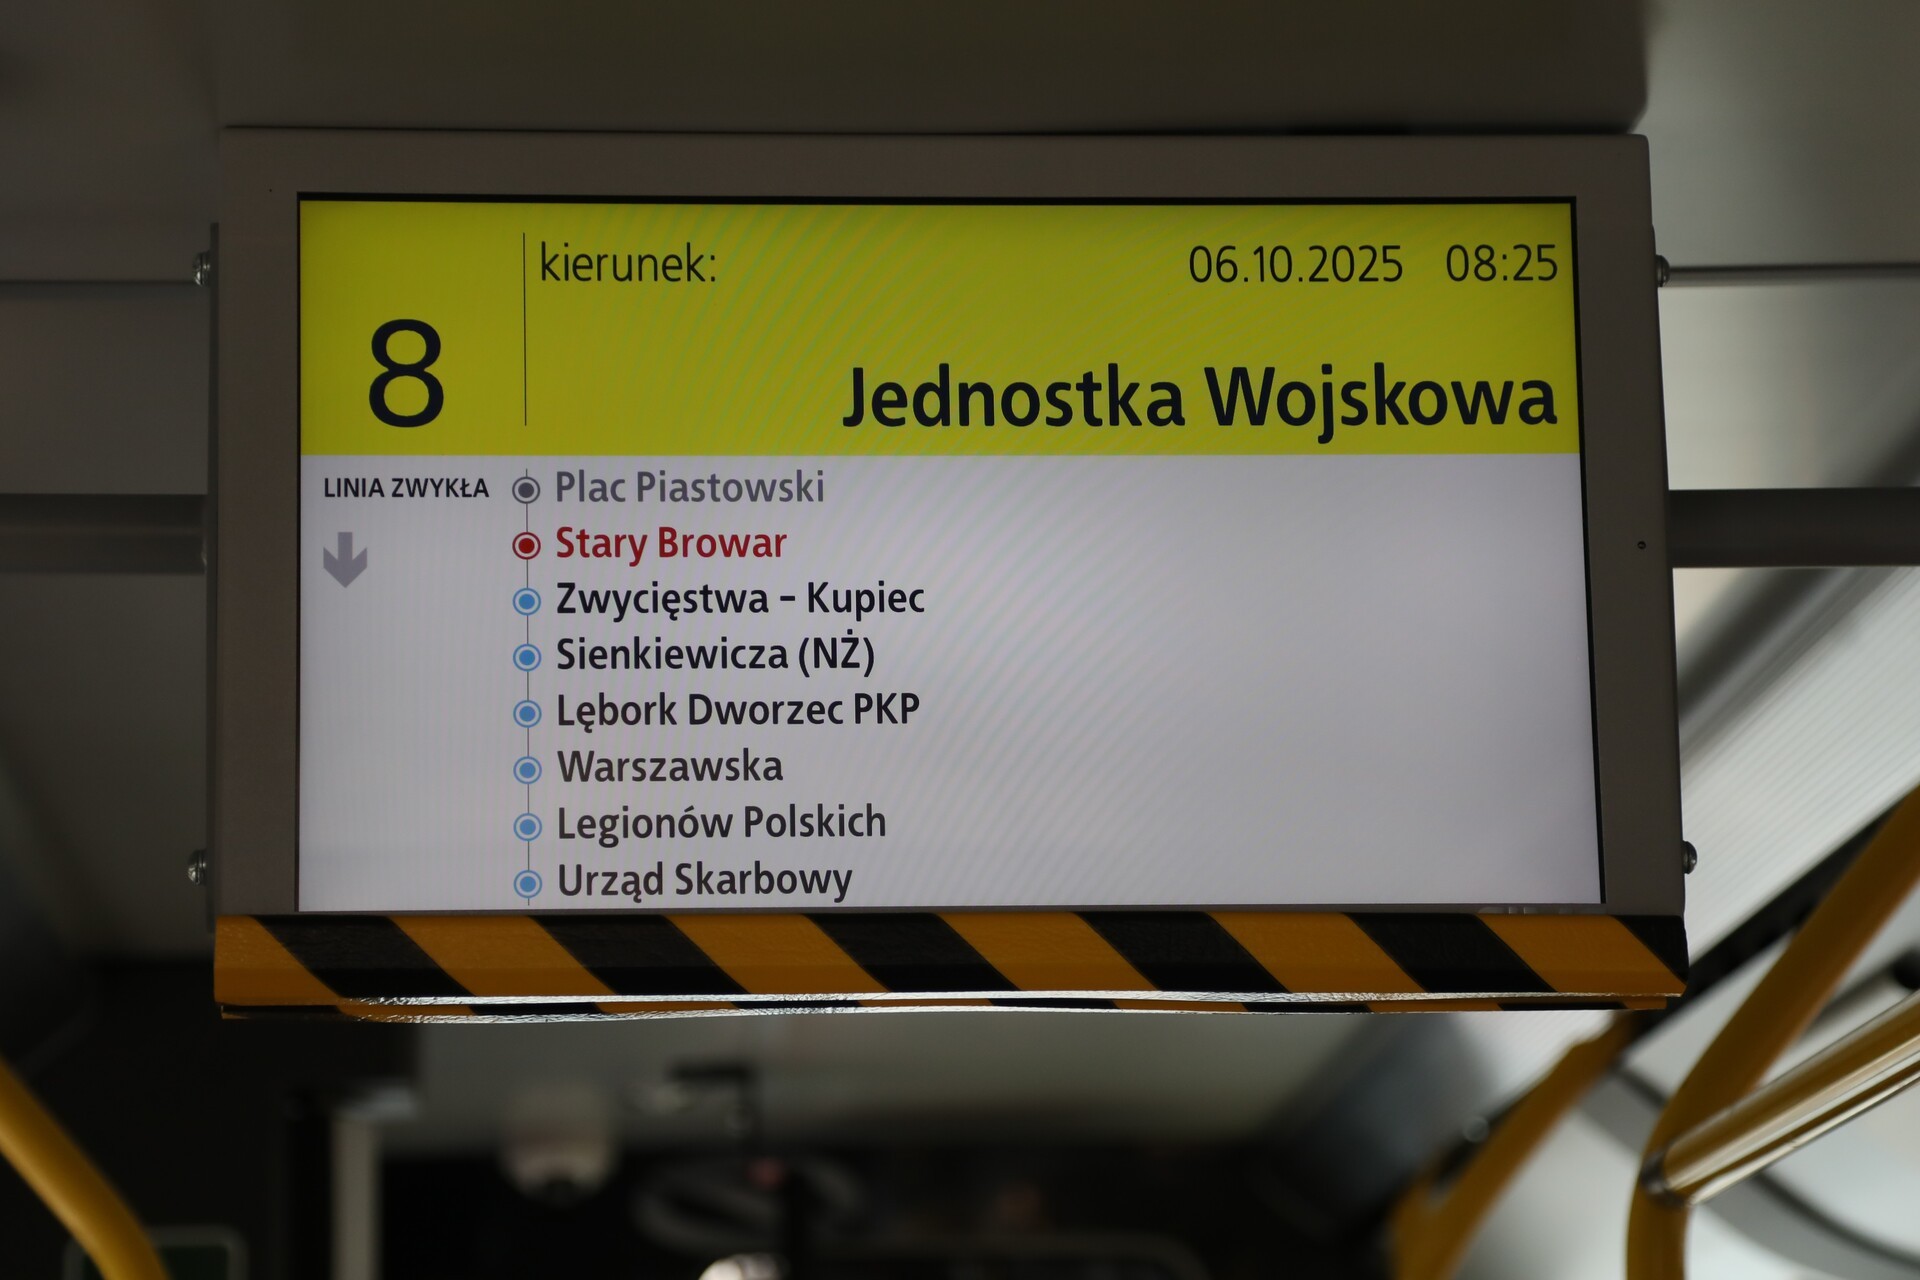 kierunek:
06.10.2025 08:25
8
Jednostka Wojskowa
LINIA ZWYKŁA
Plac Piastowski
Stary Browar
Zwycięstwa - Kupiec
Sienkiewicza (NŻ)
Lębork Dworzec PKP
Warszawska
Legionów Polskich
Urząd Skarbowy